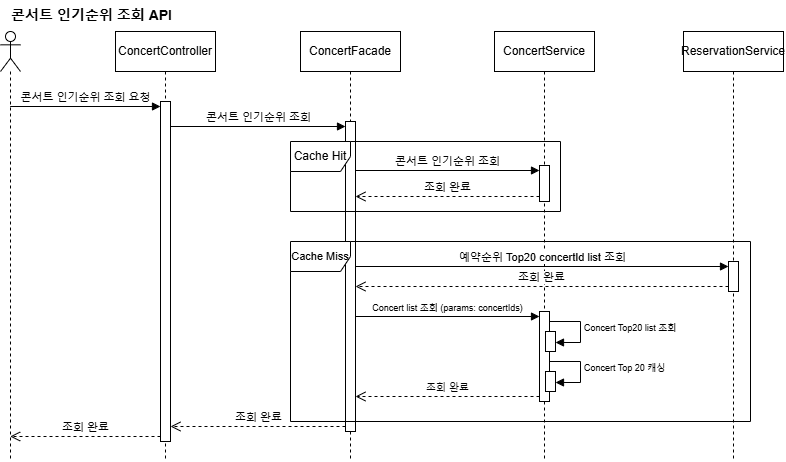 콘서트 인기순위 조회 API
ConcertController
ConcertFacade
ConcertService
ReservationService
콘서트 인기순위 조회 요청
콘서트 인기순위 조회
Cache Hit
콘서트 인기순위 조회
조회 완료
Cache Miss
예약순위 Top20 concertId list 조회
조회 완료
Concert list 조회 (params: concertIds)
Concert Top20 list 조회
Concert Top 20 캐싱
조회 완료
조회 완료
조회 완료